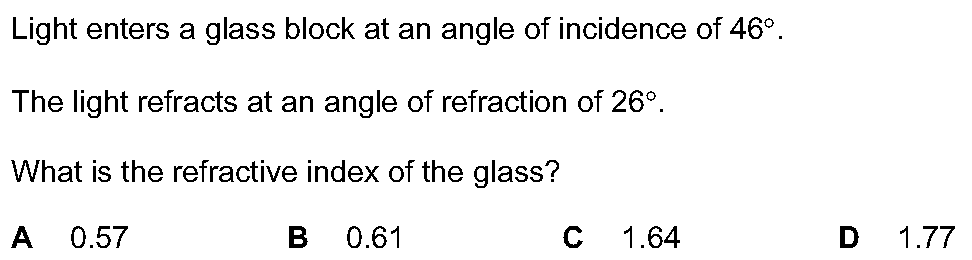 Light enters a glass block at an angle of incidence of 46°.
The light refracts at an angle of refraction of 26°.
What is the refractive index of the glass?
A 0.57 B 0.61 C 1.64 D 1.77